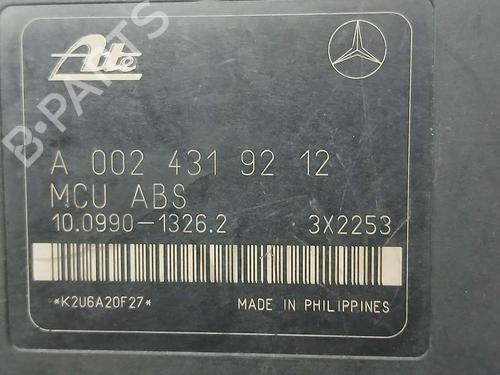 Ate
A 002 431 92 12
MCU ABS
10.0990-1326.2 3X2253
*K2U6A20F27* MADE IN PHILIPPINES
B-PARTS